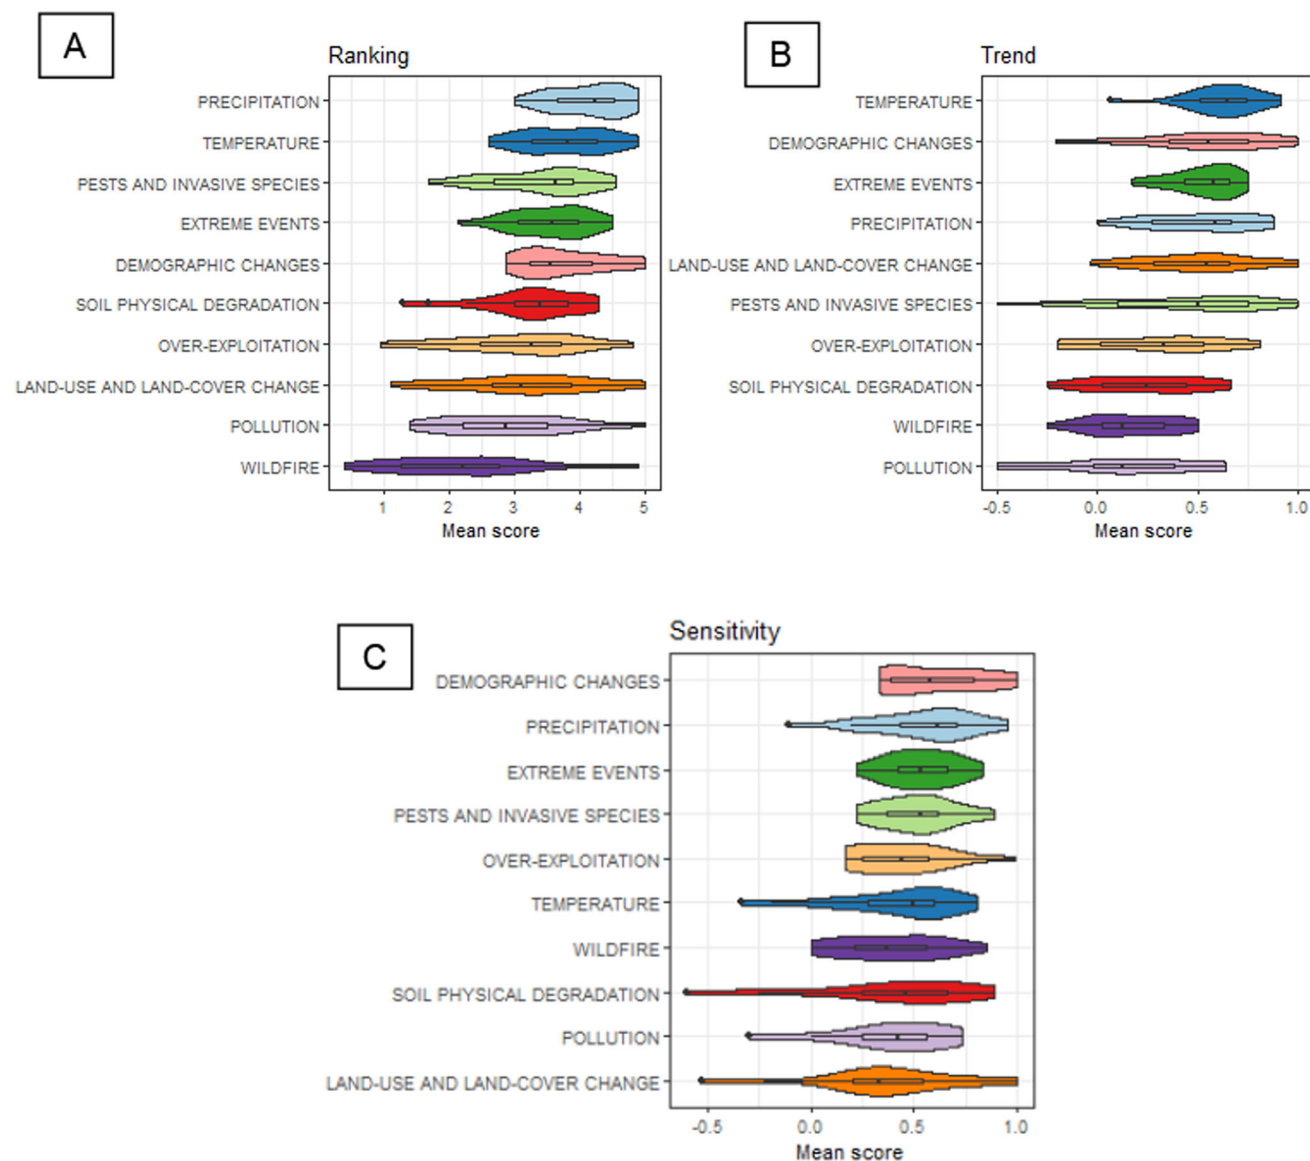 A
Ranking
PRECIPITATION
TEMPERATURE
PESTS AND INVASIVE SPECIES
EXTREME EVENTS
DEMOGRAPHIC CHANGES
SOIL PHYSICAL DEGRADATION
OVER-EXPLOITATION
LAND-USE AND LAND-COVER CHANGE
POLLUTION
WILDFIRE
1 2 3 4 5
Mean score
B
Trend
TEMPERATURE
DEMOGRAPHIC CHANGES
EXTREME EVENTS
PRECIPITATION
LAND-USE AND LAND-COVER CHANGE
PESTS AND INVASIVE SPECIES
OVER-EXPLOITATION
SOIL PHYSICAL DEGRADATION
WILDFIRE
POLLUTION
-0.5 0.0 0.5 1.0
Mean score
C
Sensitivity
DEMOGRAPHIC CHANGES
PRECIPITATION
EXTREME EVENTS
PESTS AND INVASIVE SPECIES
OVER-EXPLOITATION
TEMPERATURE
WILDFIRE
SOIL PHYSICAL DEGRADATION
POLLUTION
LAND-USE AND LAND-COVER CHANGE
-0.5 0.0 0.5 1.0
Mean score